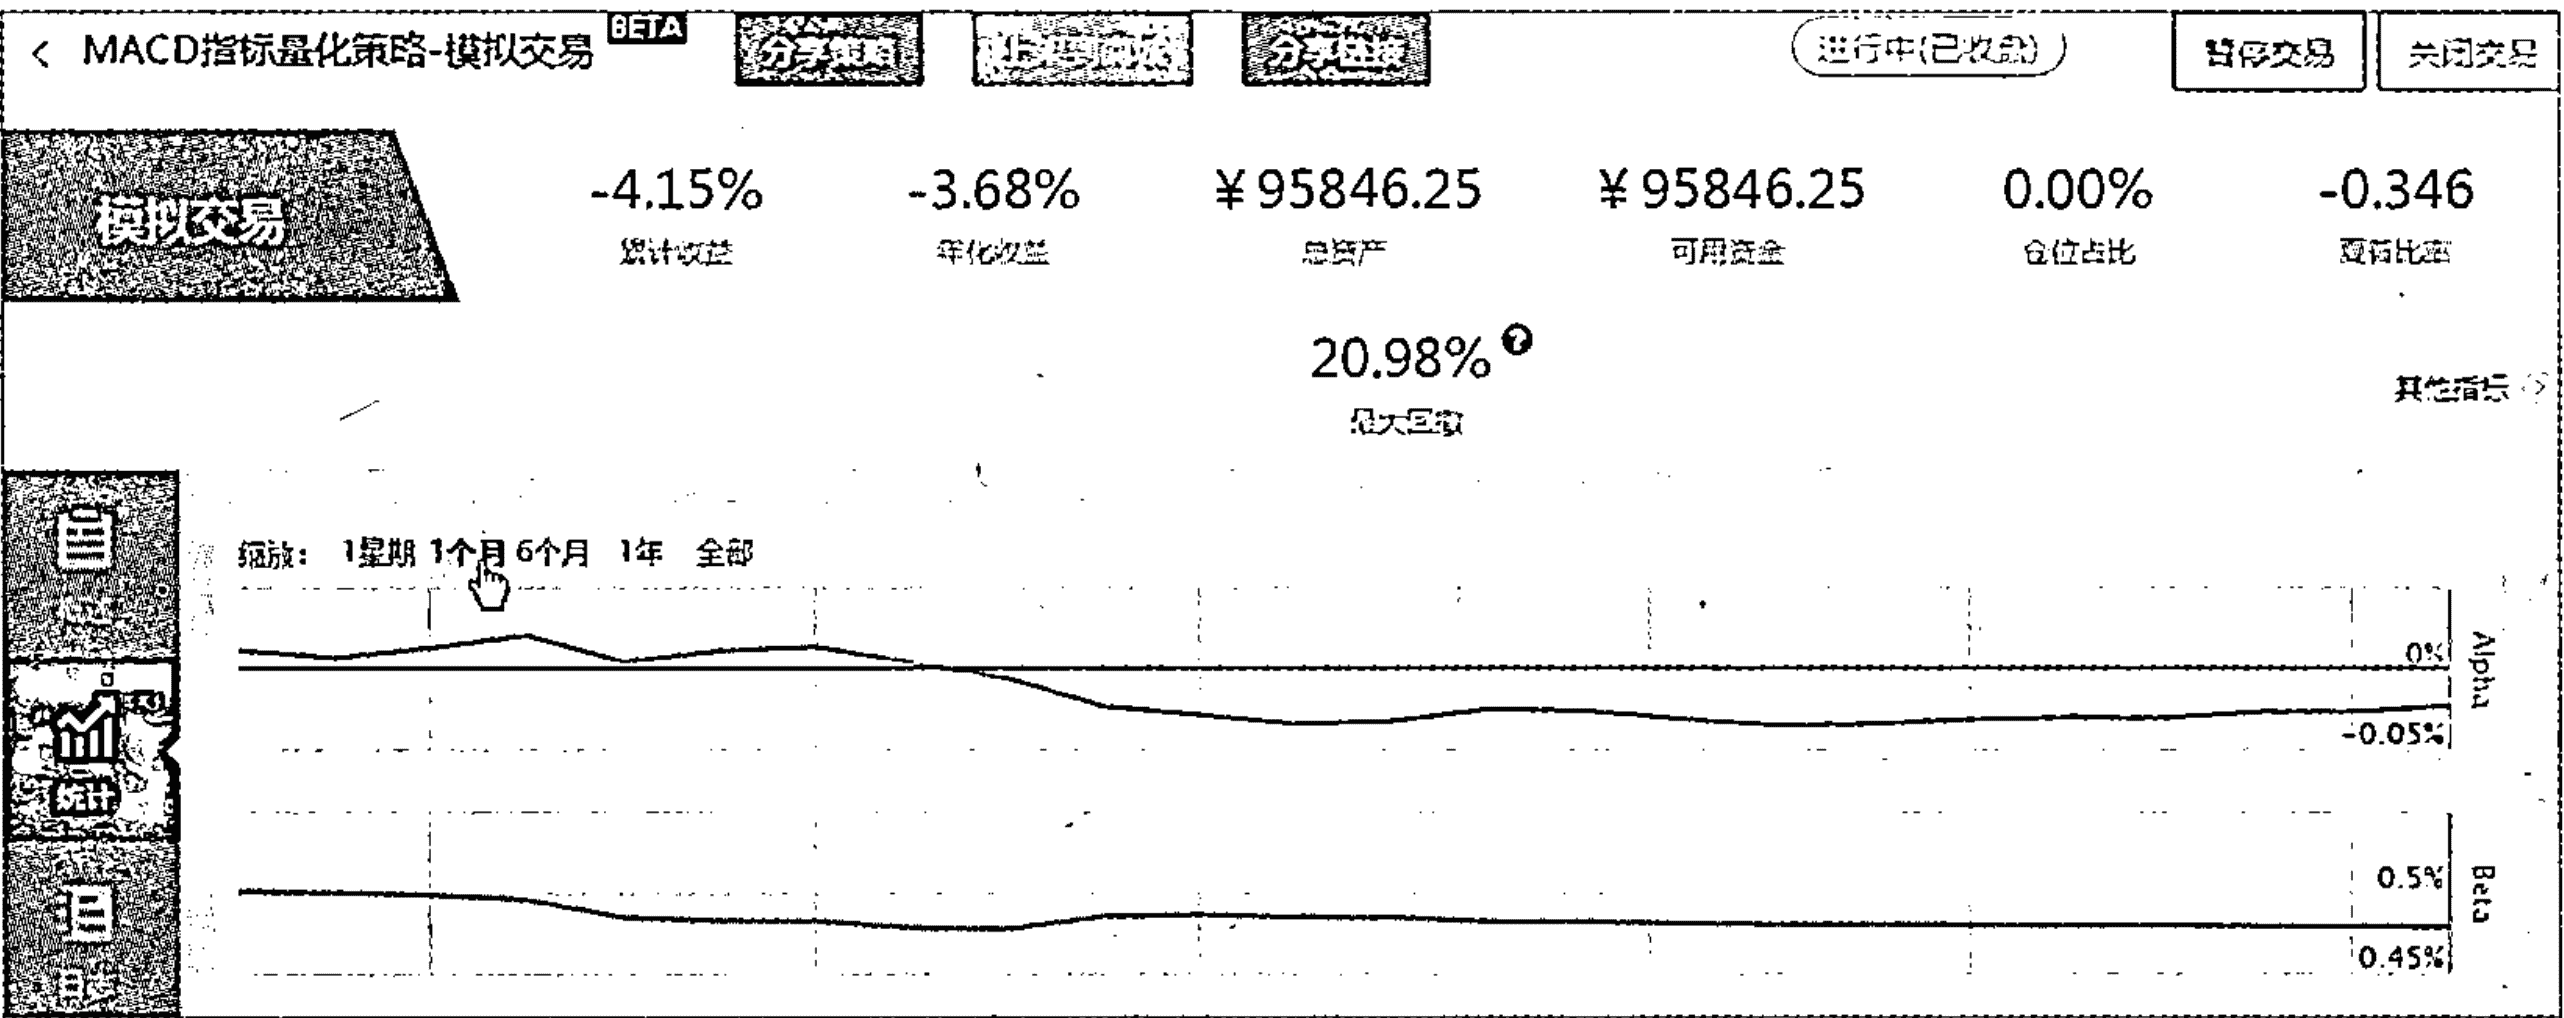 MACD指标量化策略-模拟交易 BETA 分享策略 分享链接 进行中(已收盘) 暂停交易 关闭交易
模拟交易
-4.15% -3.68% ¥95846.25 ¥95846.25 0.00% -0.346
累计收益 年化收益 总资产 可用资金 仓位占比 夏普比率
20.98% ?
最大回撤
其他指标
缩放： 1星期 1个月 6个月 1年 全部
0%
Alpha
-0.05%
统计
0.5%
Beta
0.45%